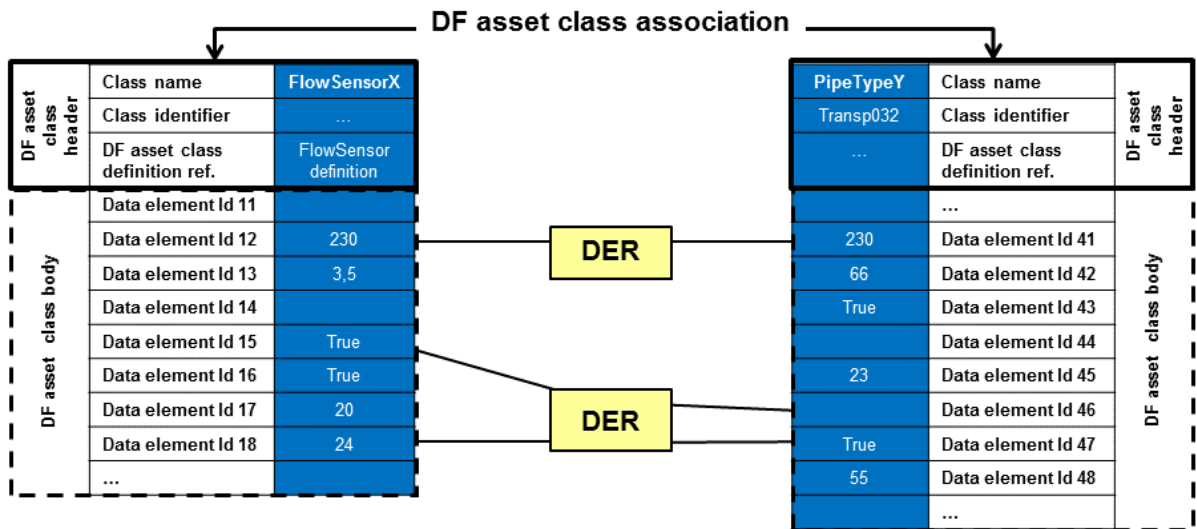 DF asset class association
DF asset
class
header
Class name FlowSensorX
Class identifier ...
DF asset class FlowSensor
definition ref. definition
DF asset class body
Data element Id 11
Data element Id 12 230
Data element Id 13 3,5
Data element Id 14
Data element Id 15 True
Data element Id 16 True
Data element Id 17 20
Data element Id 18 24
...
DER
DER
PipeTypeY Class name
Transp032 Class identifier
... DF asset class
definition ref.
DF asset
class
header
...
230 Data element Id 41
66 Data element Id 42
True Data element Id 43
Data element Id 44
23 Data element Id 45
Data element Id 46
True Data element Id 47
55 Data element Id 48
...
DF asset class body